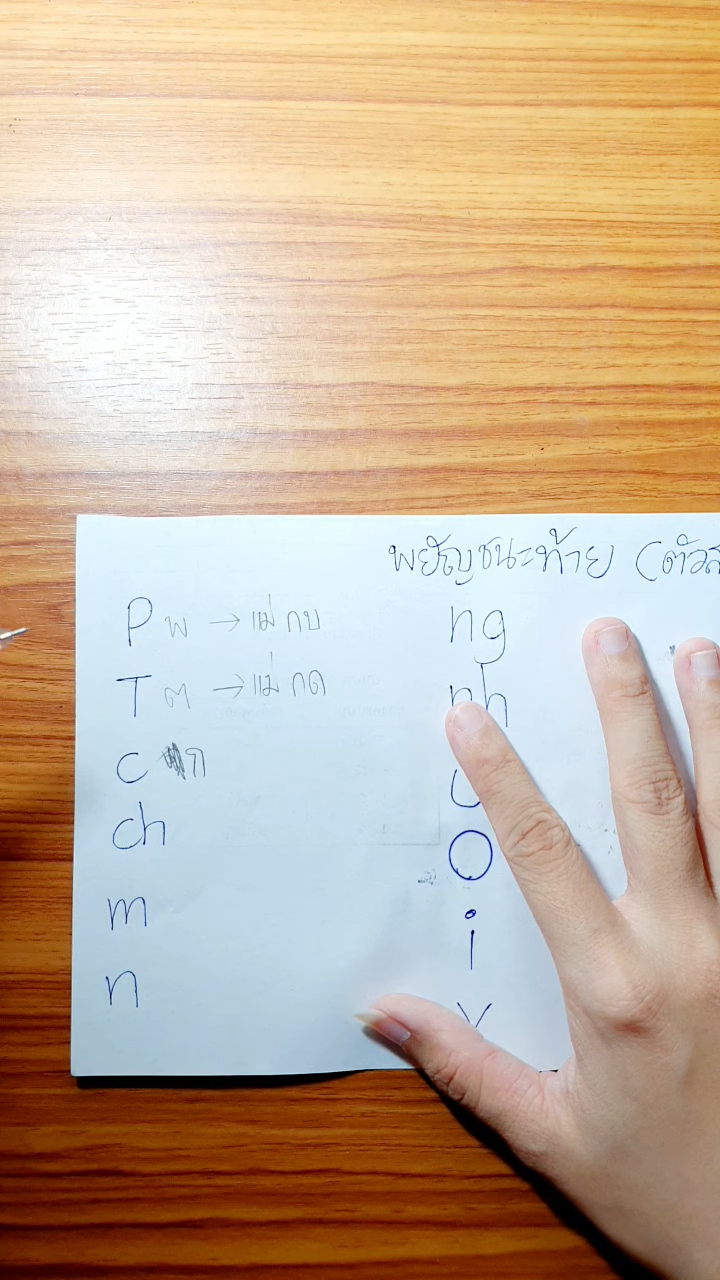 พยัญชนะท้าย (ตัวส
P พ → แม่ กบ
T ต → แม่ กด
c ก
ch
m
n
ng
nh
u
O
i
y